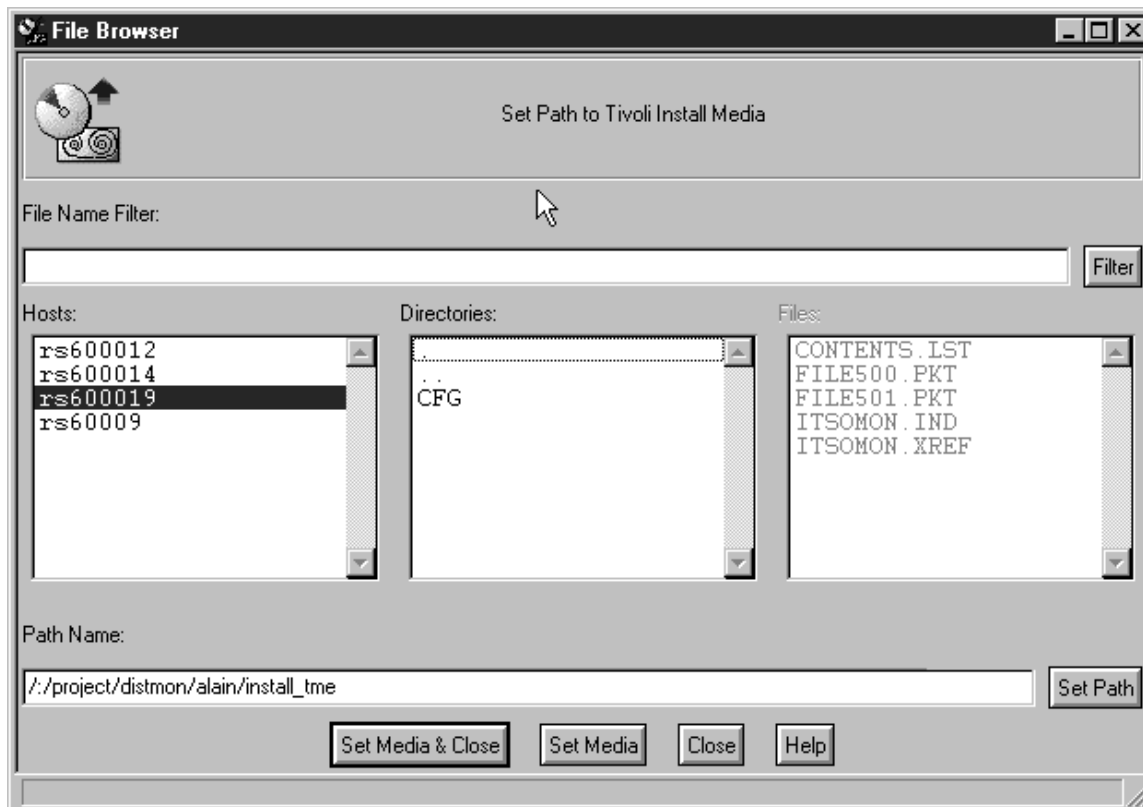 File Browser
Set Path to Tivoli Install Media
File Name Filter:
Filter
Hosts:
Directories:
Files:
rs600012
rs600014
rs600019
rs60009
.
. .
CFG
CONTENTS.LST
FILE500.PKT
FILE501.PKT
ITSOMON.IND
ITSOMON.XREF
Path Name:
/:/project/distmon/alain/install_tme
Set Path
Set Media & Close
Set Media
Close
Help